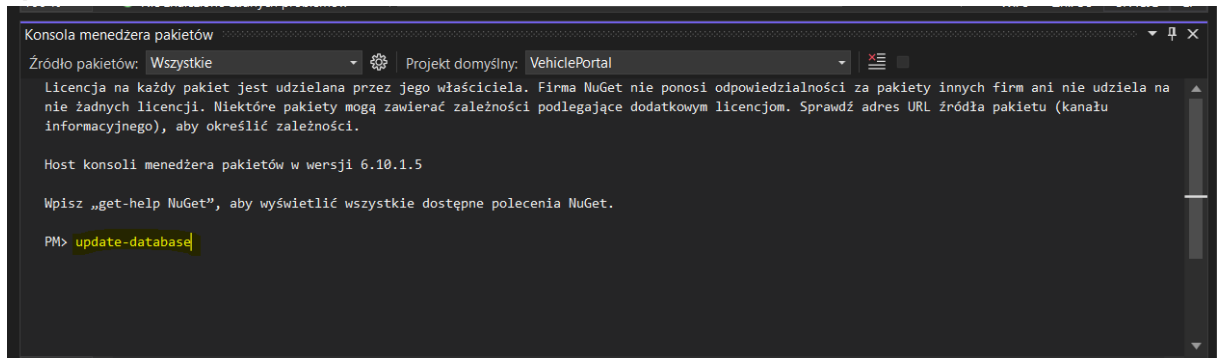 Konsola menedżera pakietów
Źródło pakietów: Wszystkie Projekt domyślny: VehiclePortal
Licencja na każdy pakiet jest udzielana przez jego właściciela. Firma NuGet nie ponosi odpowiedzialności za pakiety innych firm ani nie udziela na
nie żadnych licencji. Niektóre pakiety mogą zawierać zależności podlegające dodatkowym licencjom. Sprawdź adres URL źródła pakietu (kanału
informacyjnego), aby określić zależności.
Host konsoli menedżera pakietów w wersji 6.10.1.5
Wpisz „get-help NuGet”, aby wyświetlić wszystkie dostępne polecenia NuGet.
PM> update-database